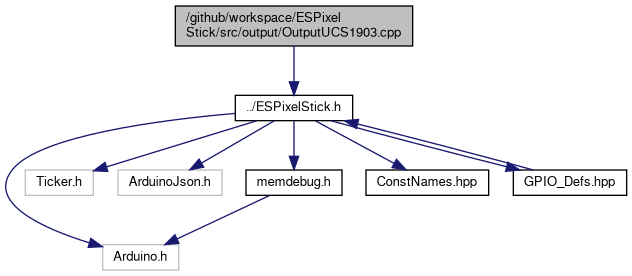 /github/workspace/ESPixel
Stick/src/output/OutputUCS1903.cpp
../ESPixelStick.h
Ticker.h
ArduinoJson.h
memdebug.h
ConstNames.hpp
GPIO_Defs.hpp
Arduino.h